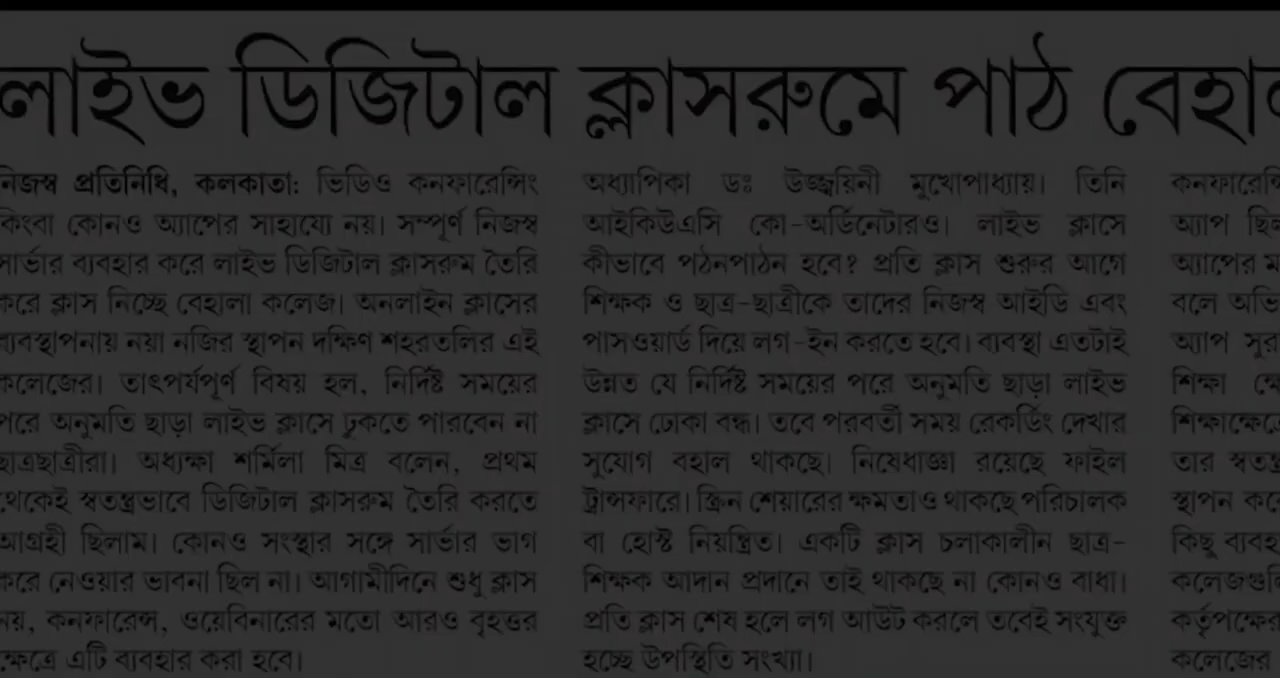 লাইভ ডিজিটাল ক্লাসরুমে পাঠ
নিজস্ব প্রতিনিধি, কলকাতা: ভিডিও কনফারেন্সিং
কিংবা কোনও অ্যাপের সাহায্যে নয়। সম্পূর্ণ নিজস্ব
সার্ভার ব্যবহার করে লাইভ ডিজিটাল ক্লাসরুম তৈরি
করে ক্লাস নিচ্ছে বেহালা কলেজ। অনলাইন ক্লাসের
ব্যবস্থাপনায় নয়া নজির স্থাপন দক্ষিণ শহরতলির এই
কলেজের। তাৎপর্যপূর্ণ বিষয় হল, নির্দিষ্ট সময়ের
পরে অনুমতি ছাড়া লাইভ ক্লাসে ঢুকতে পারবেন না
ছাত্রছাত্রীরা। অধ্যক্ষা শর্মিলা মিত্র বলেন, প্রথম
থেকেই স্বতন্ত্রভাবে ডিজিটাল ক্লাসরুম তৈরি করতে
আগ্রহী ছিলাম। কোনও সংস্থার সঙ্গে সার্ভার ভাগ
করে নেওয়ার ভাবনা ছিল না। আগামীদিনে শুধু ক্লাস
নয়, কনফারেন্স, ওয়েবিনারের মতো আরও বৃহত্তর
ক্ষেত্রে এটি ব্যবহার করা হবে।
অধ্যাপিকা ডঃ উজ্জয়িনী মুখোপাধ্যায়। তিনি
আইকিউএসি কো-অর্ডিনেটারও। লাইভ ক্লাসে
কীভাবে পঠনপাঠন হবে? প্রতি ক্লাস শুরুর আগে
শিক্ষক ও ছাত্র-ছাত্রীকে তাদের নিজস্ব আইডি এবং
পাসওয়ার্ড দিয়ে লগ-ইন করতে হবে। ব্যবস্থা এতটাই
উন্নত যে নির্দিষ্ট সময়ের পরে অনুমতি ছাড়া লাইভ
ক্লাসে ঢোকা বন্ধ। তবে পরবর্তী সময় রেকর্ডিং দেখার
সুযোগ বহাল থাকছে। নিষেধাজ্ঞা রয়েছে ফাইল
ট্রান্সফারে। স্ক্রিন শেয়ারের ক্ষমতাও থাকছে পরিচালক
বা হোস্ট নিয়ন্ত্রিত। একটি ক্লাস চলাকালীন ছাত্র-
শিক্ষক আদান প্রদানে তাই থাকছে না কোনও বাধা।
প্রতি ক্লাস শেষ হলে লগ আউট করলে তবেই সংযুক্ত
হচ্ছে উপস্থিতি সংখ্যা।
অ্যাপ
অ্যাপের
বলে
অ্যাপ
শিক্ষা
তার
স্থাপন
কিছু
কলেজের